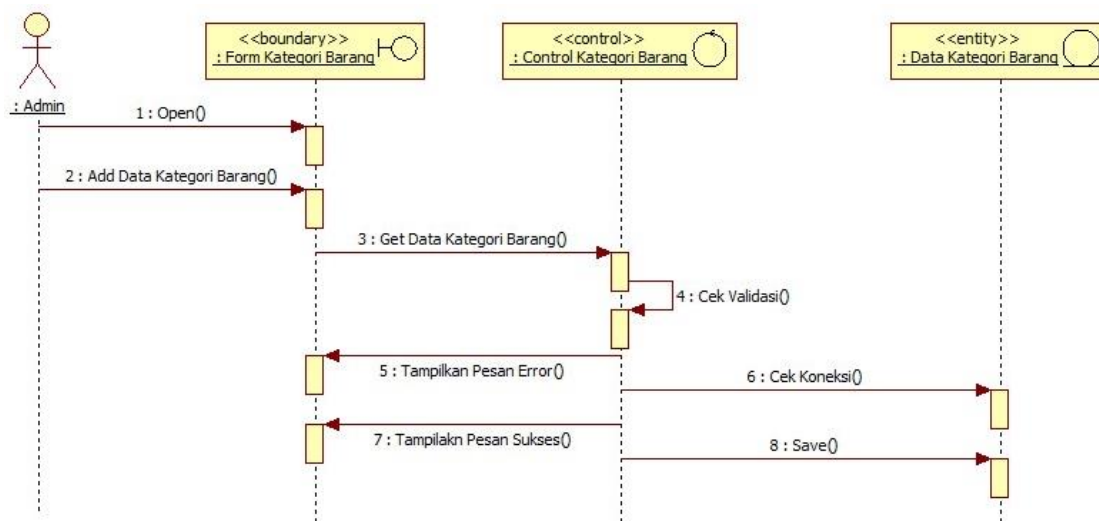 <<boundary>>
: Form Kategori Barang
<<control>>
: Control Kategori Barang
<<entity>>
: Data Kategori Barang
: Admin
1 : Open()
2 : Add Data Kategori Barang()
3 : Get Data Kategori Barang()
4 : Cek Validasi()
5 : Tampilkan Pesan Error()
6 : Cek Koneksi()
7 : Tampilakn Pesan Sukses()
8 : Save()